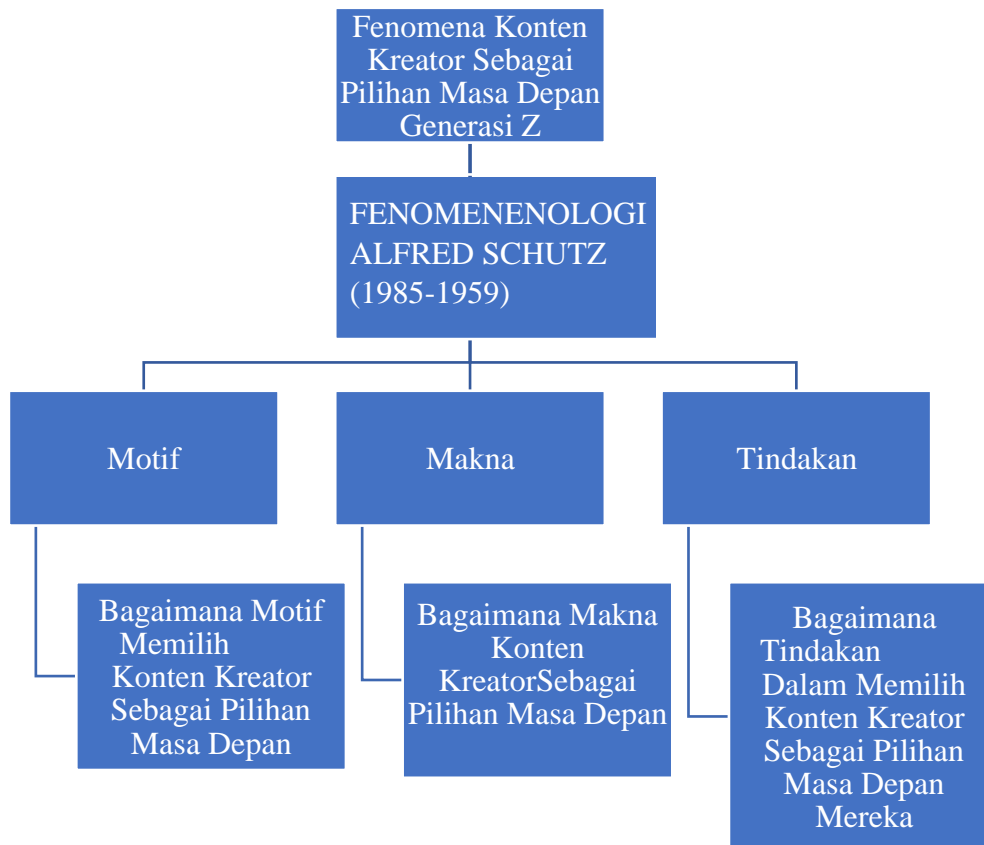 Fenomena Konten
Kreator Sebagai
Pilihan Masa Depan
Generasi Z
FENOMENENOLOGI
ALFRED SCHUTZ
(1985-1959)
Motif
Makna
Tindakan
Bagaimana Motif
Memilih
Konten Kreator
Sebagai Pilihan
Masa Depan
Bagaimana Makna
Konten
KreatorSebagai
Pilihan Masa Depan
Bagaimana
Tindakan
Dalam Memilih
Konten Kreator
Sebagai Pilihan
Masa Depan
Mereka